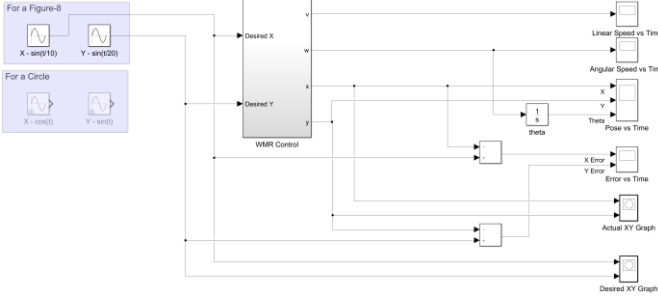 For a Figure-8
X - sin(t/10)
Y - sin(t/20)
For a Circle
X - cos(t)
Y - sin(t)
Desired X
Desired Y
v
w
x
y
WMR Control
1
s
theta
Linear Speed vs Time
Angular Speed vs Tim
X
Y
Theta
Pose vs Time
X Error
Y Error
Error vs Time
Actual XY Graph
Desired XY Graph